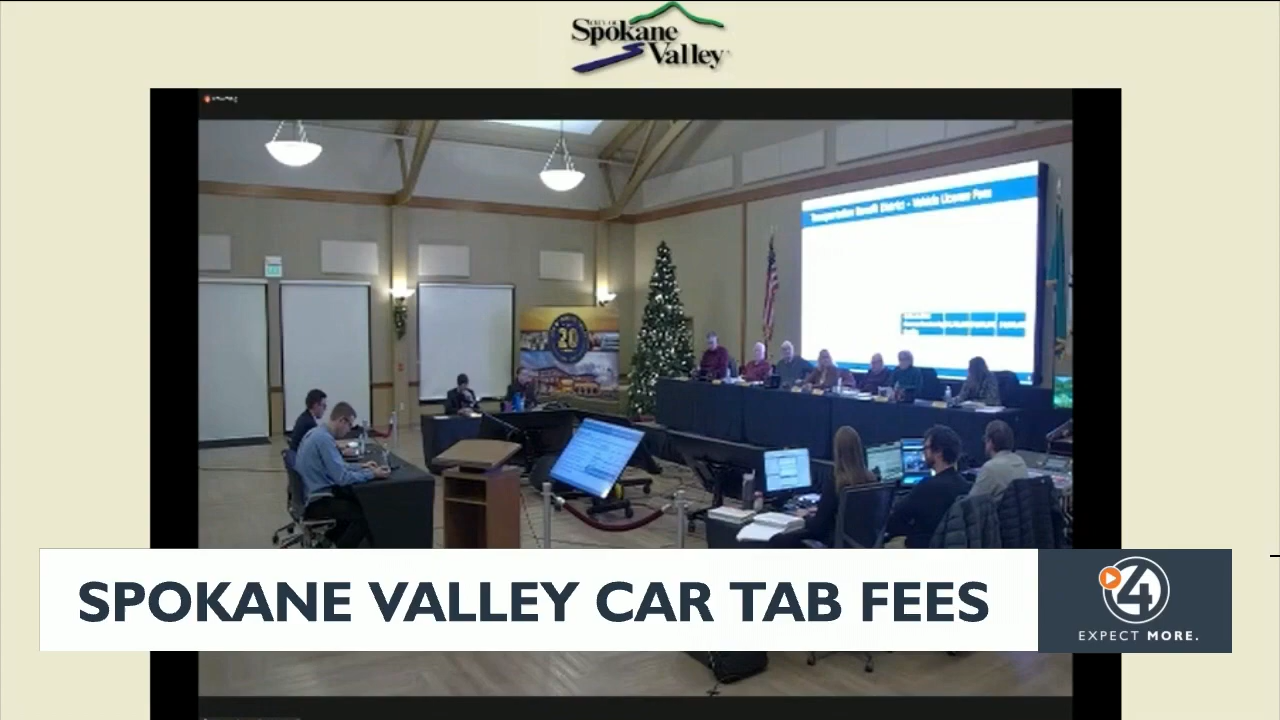 CITY OF
Spokane
Valley
Transportation Benefit District - Vehicle License Fees
20
SPOKANE VALLEY CAR TAB FEES
4
EXPECT MORE.